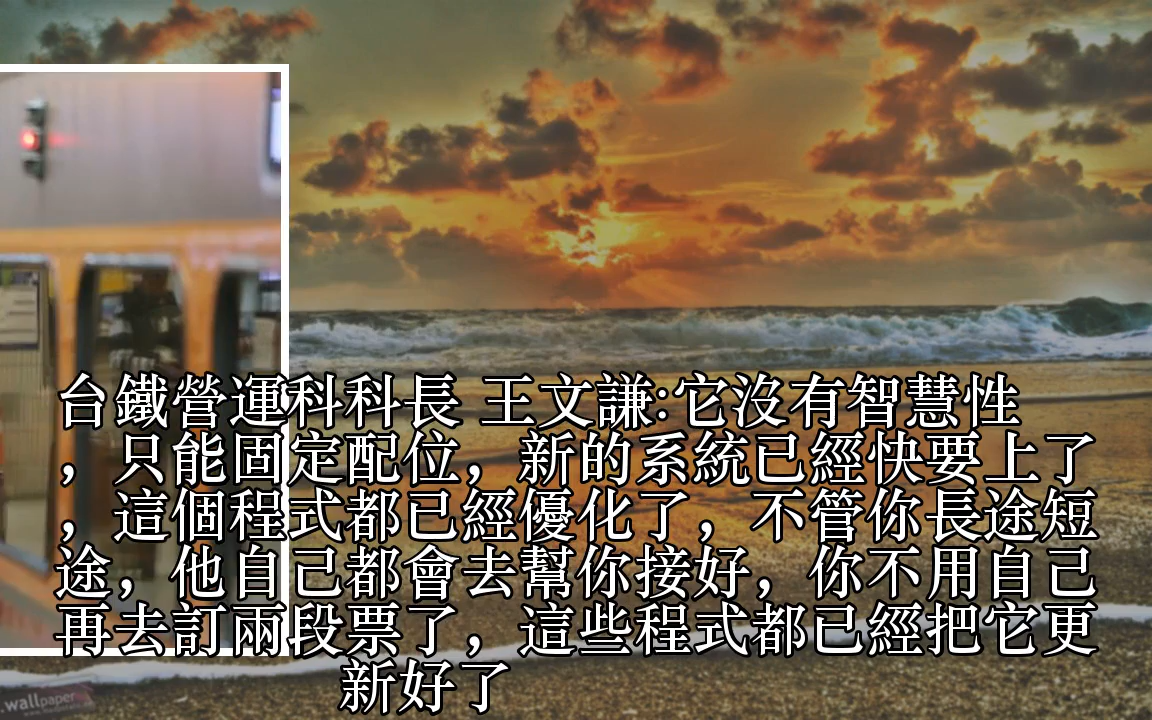 台鐵營運科科長 王文謙:它沒有智慧性
，只能固定配位，新的系統已經快要上了
，這個程式都已經優化了，不管你長途短
途，他自己都會去幫你接好，你不用自己
再去訂兩段票了，這些程式都已經把它更
新好了
.wallpaper